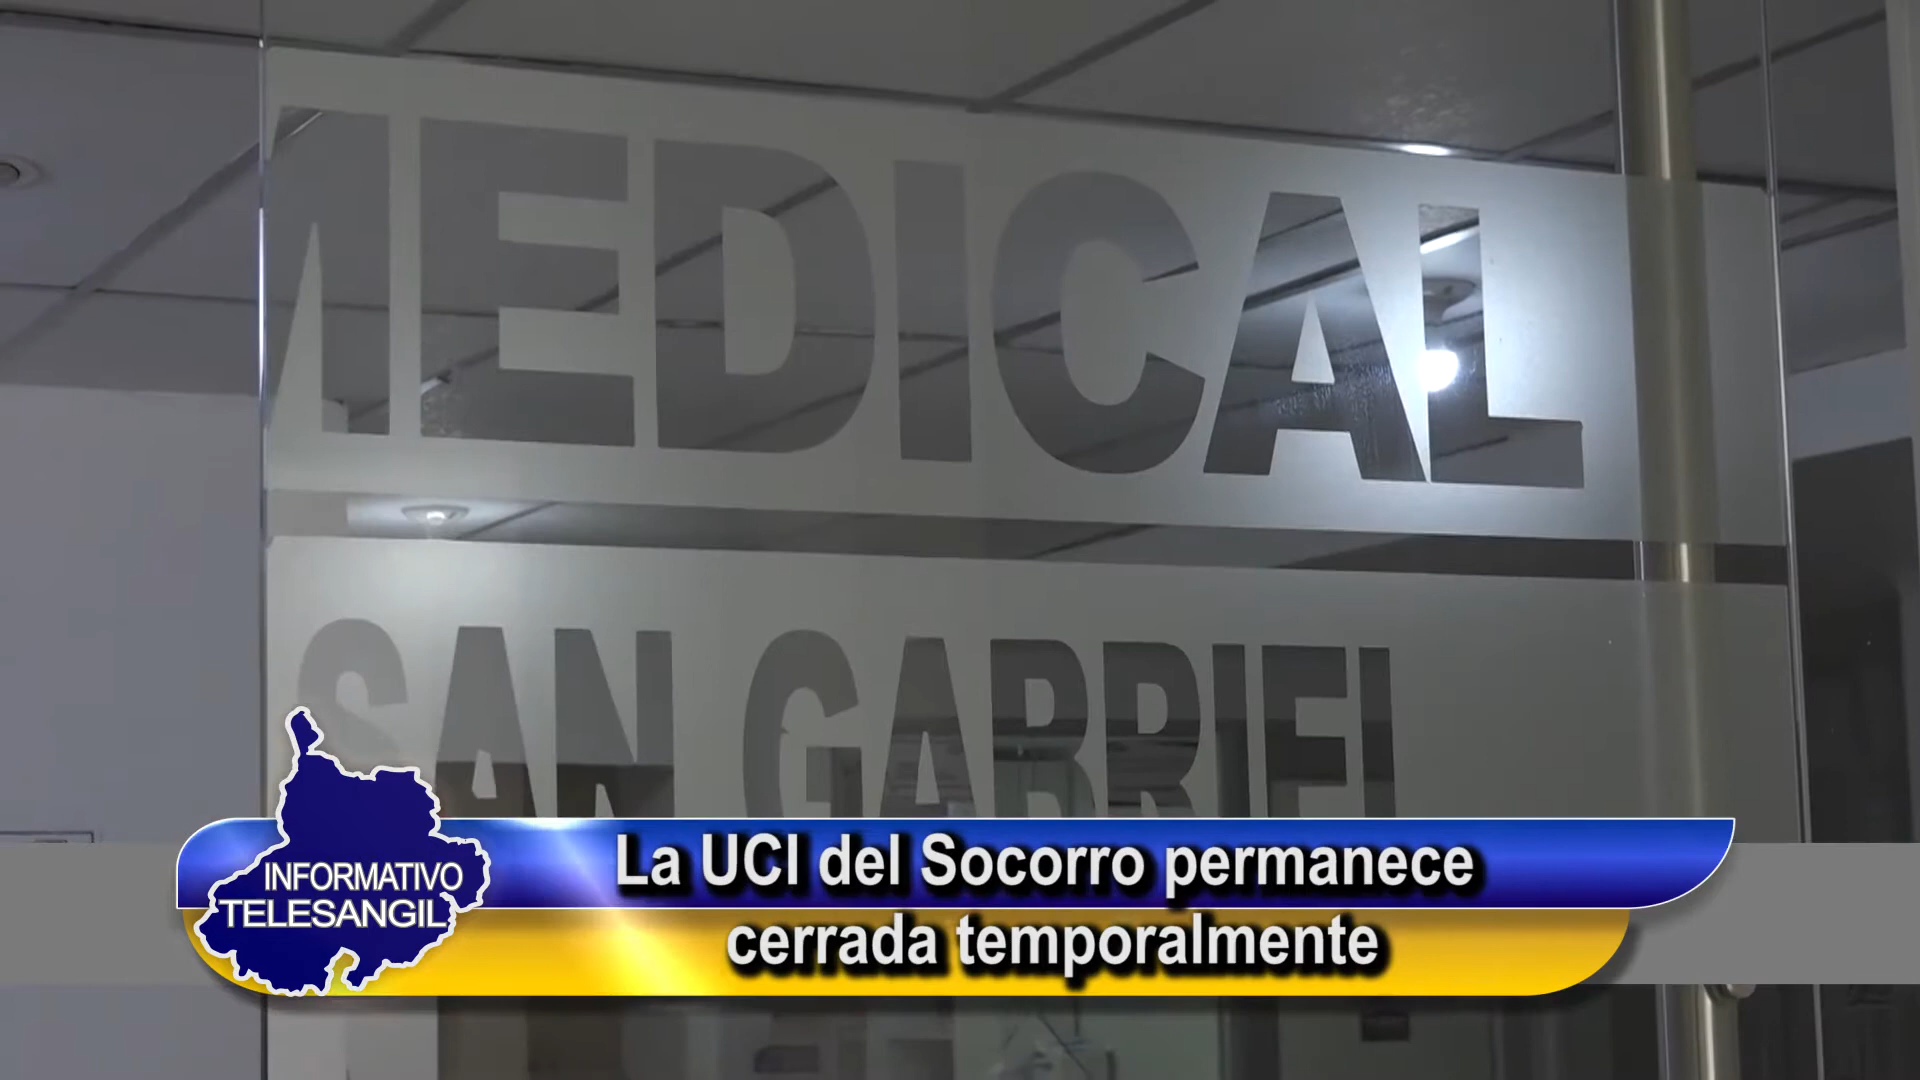 MEDICAL
SAN GABRIEL
INFORMATIVO
TELESANGIL
La UCI del Socorro permanece
cerrada temporalmente